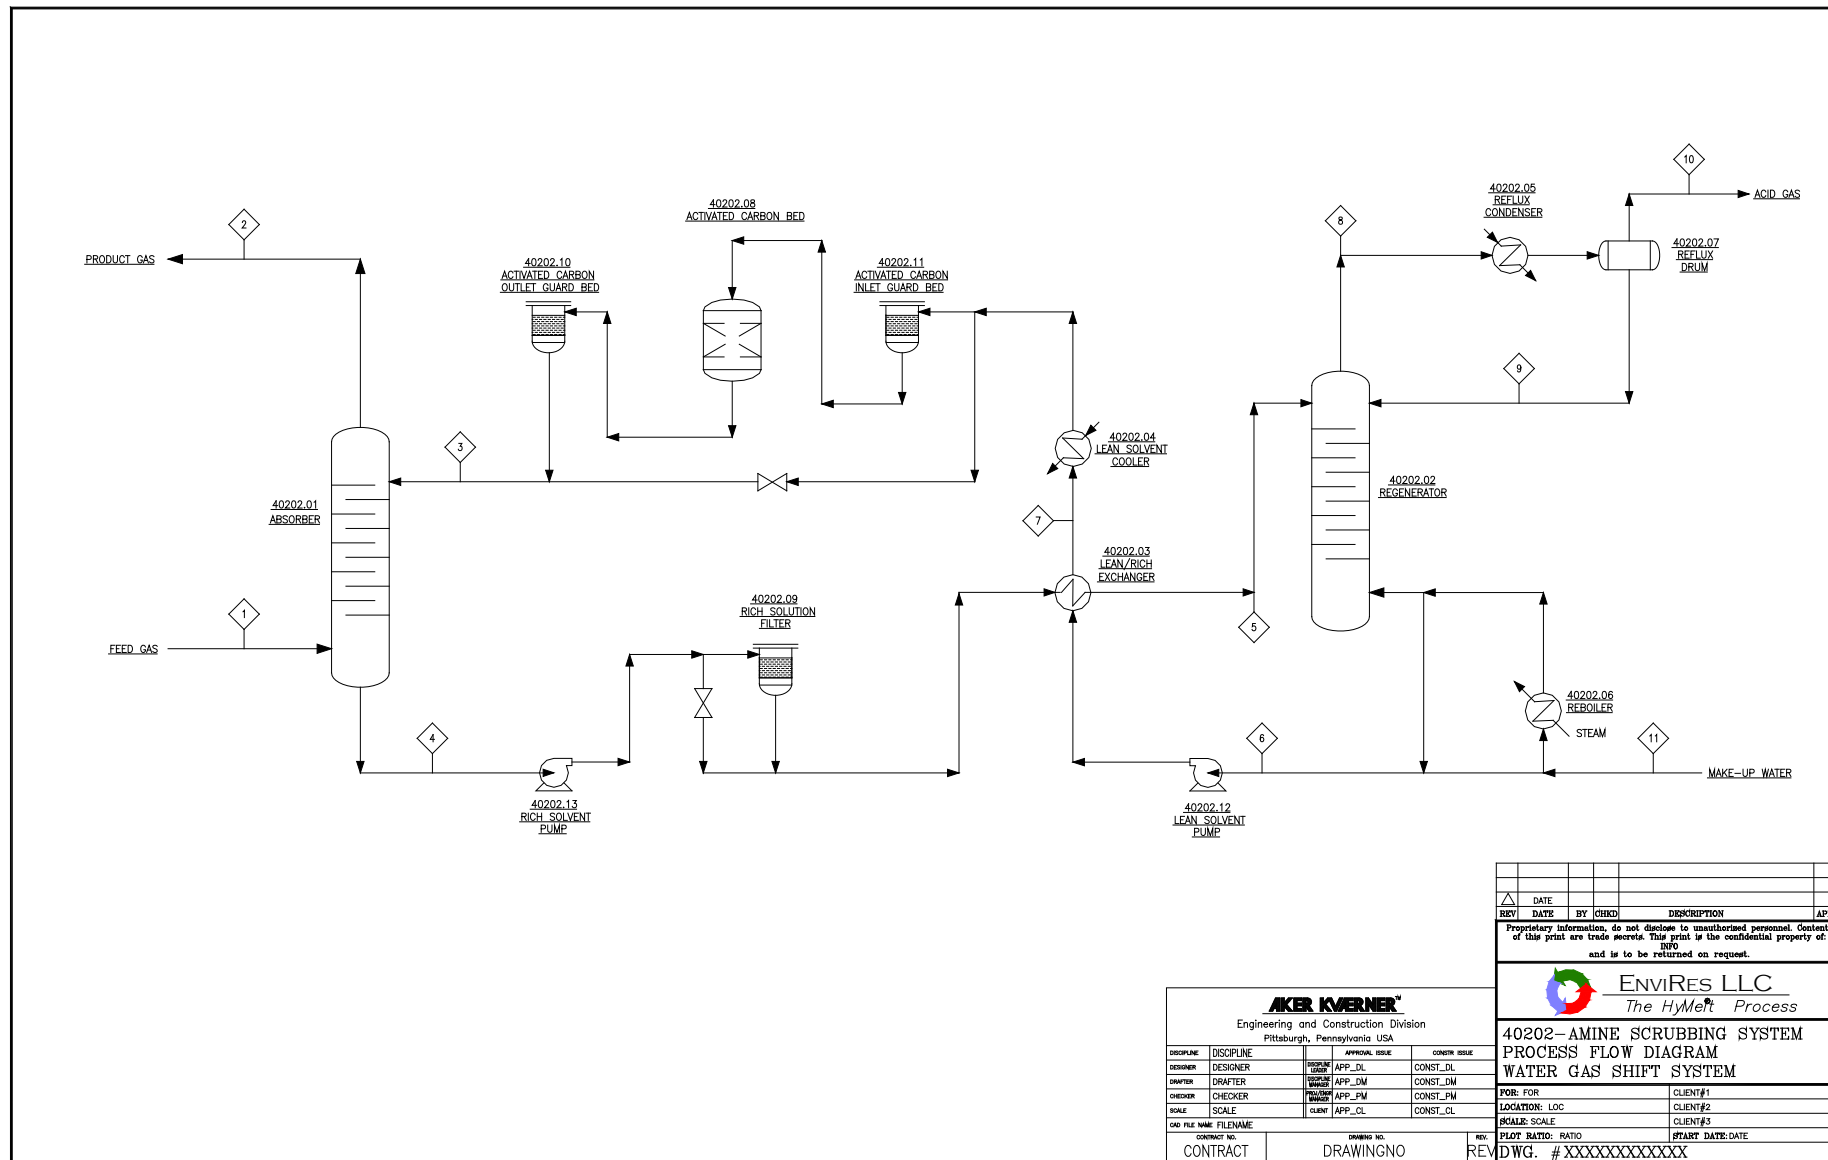 10
40202.05
REFLUX
CONDENSER
ACID GAS
40202.08
ACTIVATED CARBON BED
2
8
40202.07
REFLUX
DRUM
PRODUCT GAS
40202.10
ACTIVATED CARBON
OUTLET GUARD BED
40202.11
ACTIVATED CARBON
INLET GUARD BED
9
3
40202.04
LEAN SOLVENT
COOLER
40202.02
REGENERATOR
40202.01
ABSORBER
7
40202.03
LEAN/RICH
EXCHANGER
40202.09
RICH SOLUTION
FILTER
1
5
FEED GAS
40202.06
REBOILER
STEAM
4
6
11
MAKE-UP WATER
40202.13
RICH SOLVENT
PUMP
40202.12
LEAN SOLVENT
PUMP
DATE
REV DATE BY CHKD DESCRIPTION AP
Proprietary information, do not disclose to unauthorized personnel. Content
of this print are trade secrets. This print is the confidential property of:
INFO
and is to be returned on request.
ENVIRES LLC
The HyMelt® Process
40202-AMINE SCRUBBING SYSTEM
PROCESS FLOW DIAGRAM
WATER GAS SHIFT SYSTEM
FOR: FOR CLIENT#1
LOCATION: LOC CLIENT#2
SCALE: SCALE CLIENT#3
PLOT RATIO: RATIO START DATE: DATE
DWG. # XXXXXXXXXXXX
AKER KVÆRNER™
Engineering and Construction Division
Pittsburgh, Pennsylvania USA
DISCIPLINE DISCIPLINE APPROVAL ISSUE CONSTR ISSUE
DESIGNER DESIGNER DISCIPLINE LEADER APP_DL CONST_DL
DRAFTER DRAFTER DISCIPLINE MANAGER APP_DM CONST_DM
CHECKER CHECKER PROJ/ENGR MANAGER APP_PM CONST_PM
SCALE SCALE CLIENT APP_CL CONST_CL
CAD FILE NAME FILENAME
CONTRACT NO. DRAWING NO. REV.
CONTRACT DRAWINGNO REV